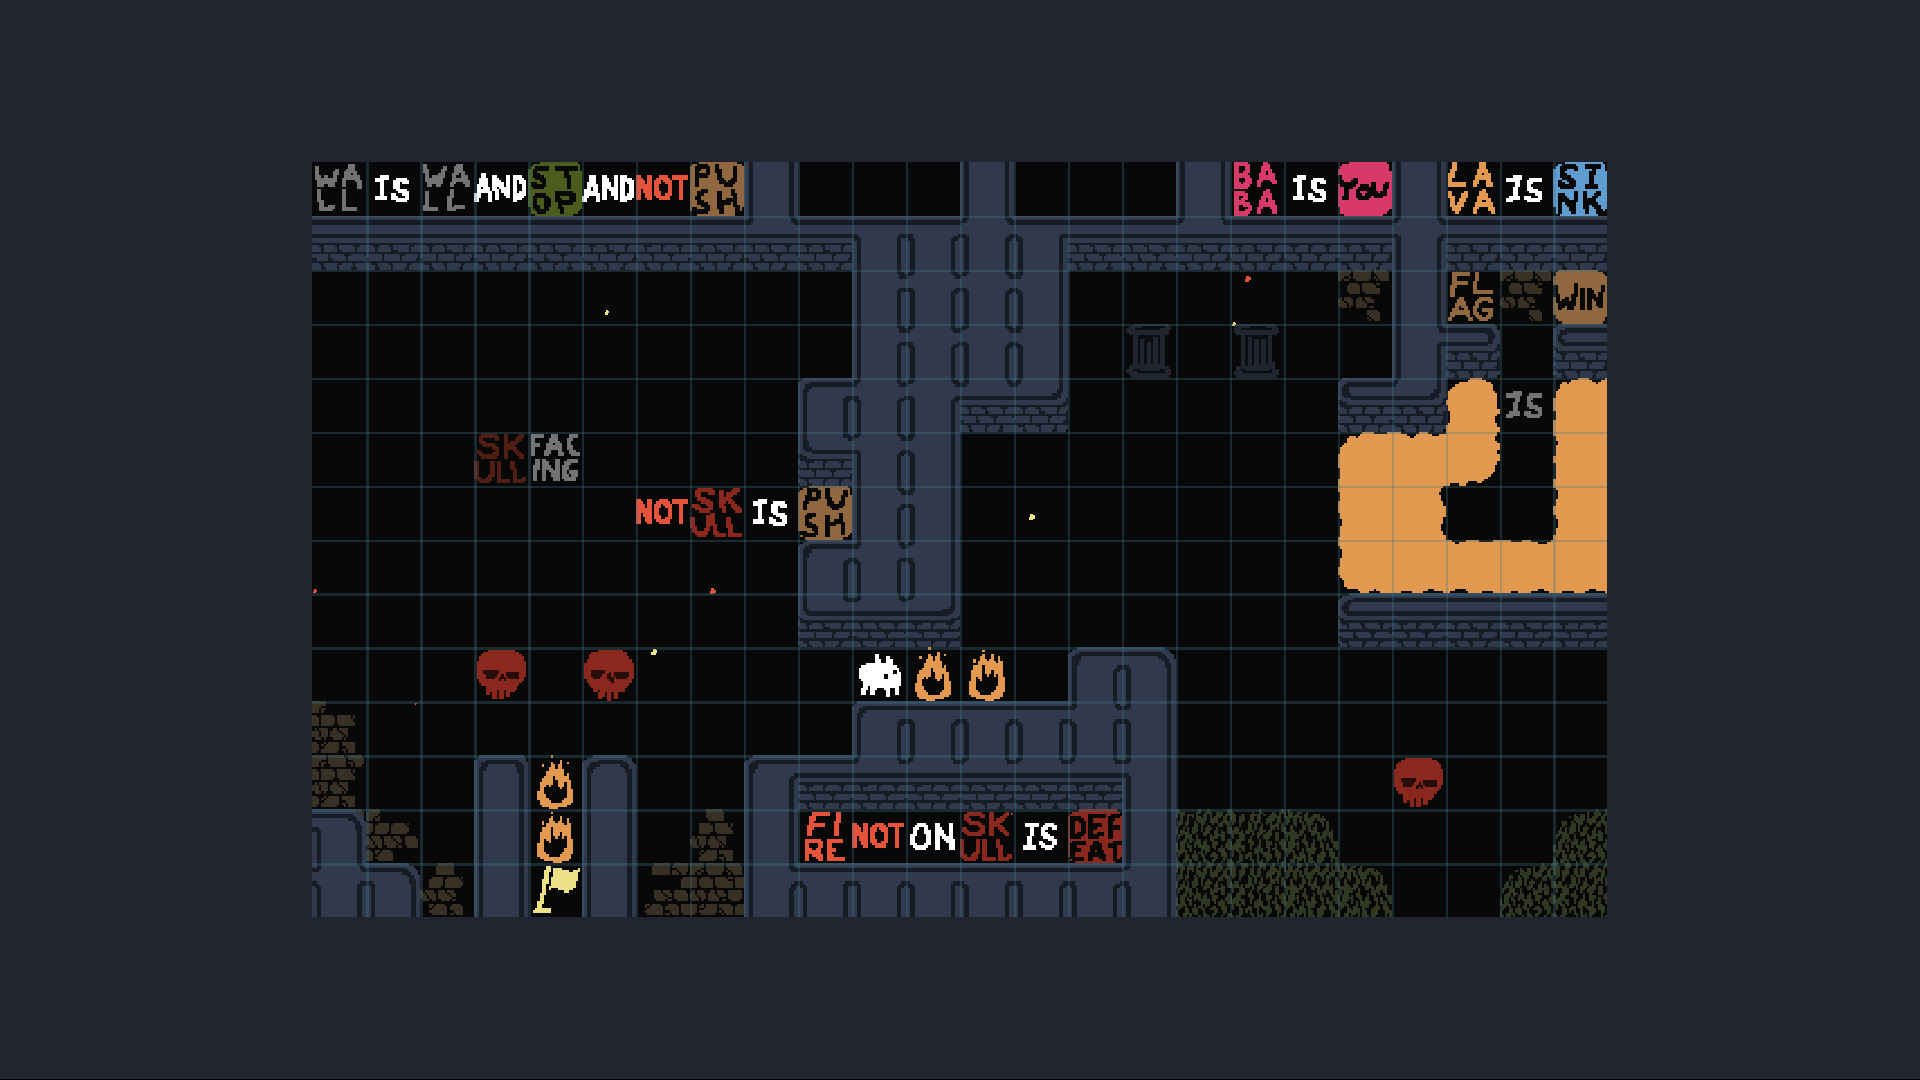 WALL IS WALL AND STOP AND NOT PUSH
BABA IS YOU
LAVA IS STINK
FLAG WIN
IS
SKULL FACING
NOT SKULL IS PUSH
FIRE NOT ON SKULL IS DEFEAT